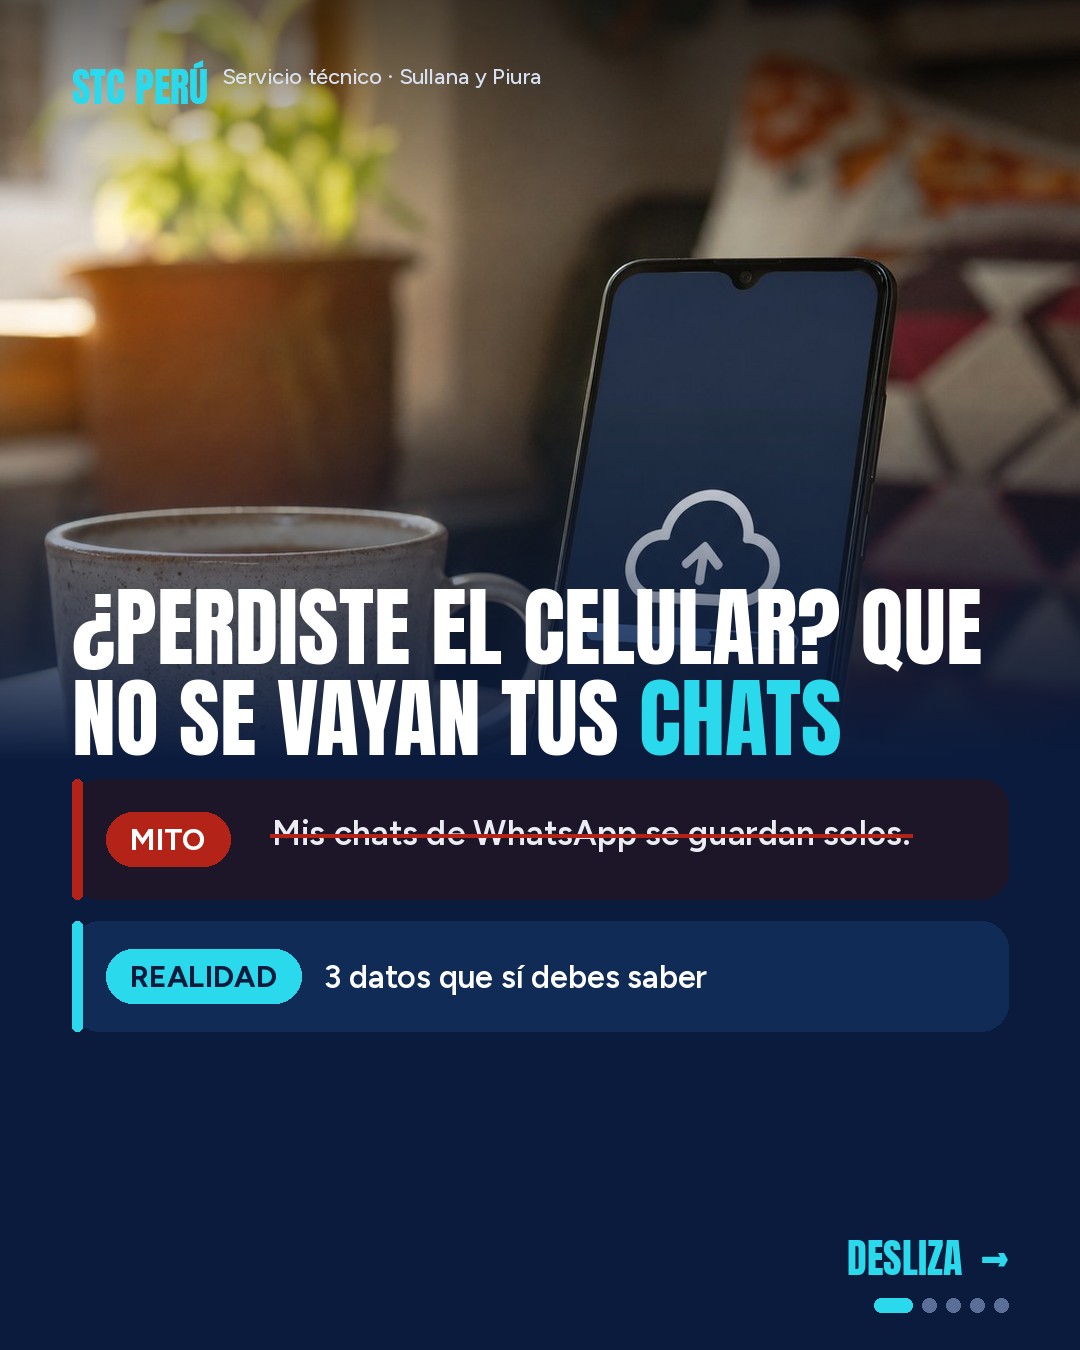 STC PERÚ Servicio técnico · Sullana y Piura
¿PERDISTE EL CELULAR? QUE
NO SE VAYAN TUS CHATS
MITO Mis chats de WhatsApp se guardan solos.
REALIDAD 3 datos que sí debes saber
DESLIZA →